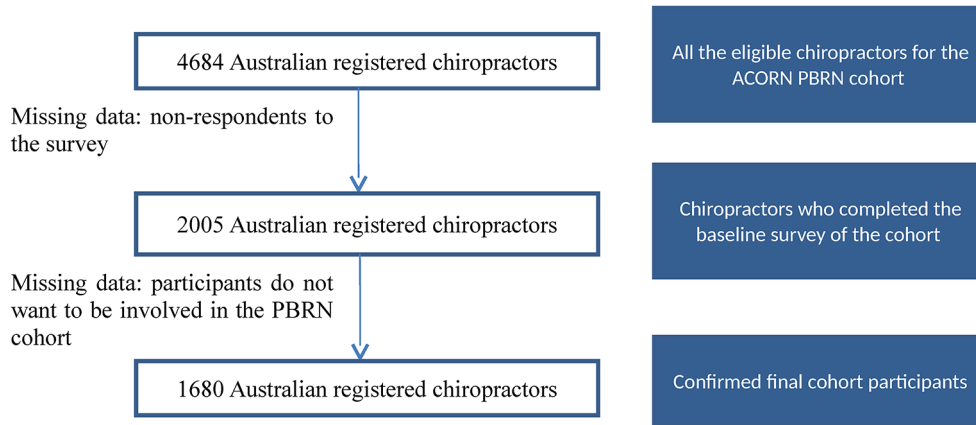 4684 Australian registered chiropractors
All the eligible chiropractors for the
ACORN PBRN cohort
Missing data: non-respondents to
the survey
2005 Australian registered chiropractors
Chiropractors who completed the
baseline survey of the cohort
Missing data: participants do not
want to be involved in the PBRN
cohort
1680 Australian registered chiropractors
Confirmed final cohort participants